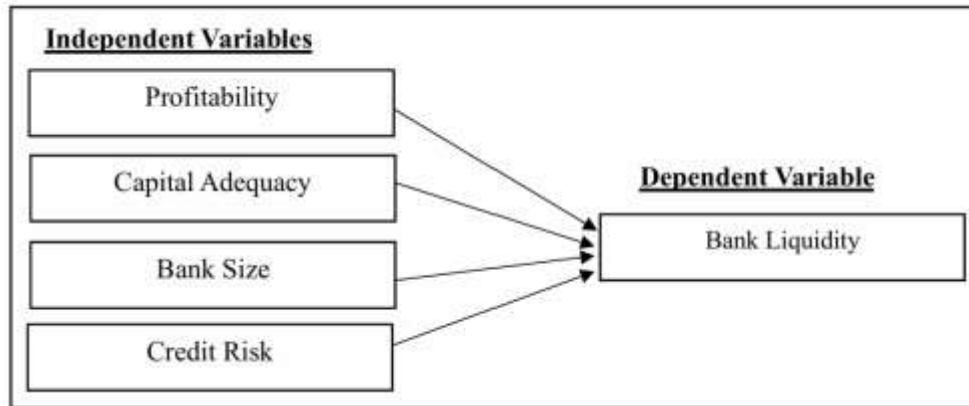 Independent Variables
Profitability
Capital Adequacy
Bank Size
Credit Risk
Dependent Variable
Bank Liquidity